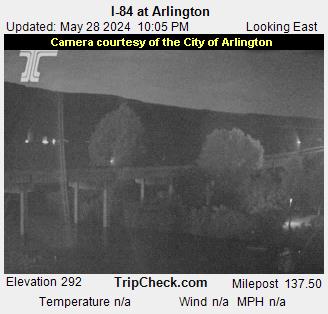 I-84 at Arlington
Updated: May 28 2024 10:05 PM Looking East
Camera courtesy of the City of Arlington
Elevation 292 TripCheck.com Milepost 137.50
Temperature n/a Wind n/a MPH n/a